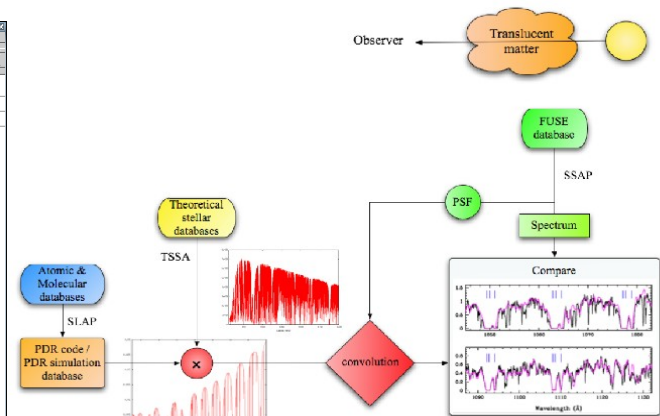 Observer
Translucent
matter
FUSE
database
SSAP
PSF
Spectrum
Theoretical
stellar
databases
TSSA
Atomic &
Molecular
databases
SLAP
PDR code /
PDR simulation
database
×
convolution
Compare
Wavelength (Å)